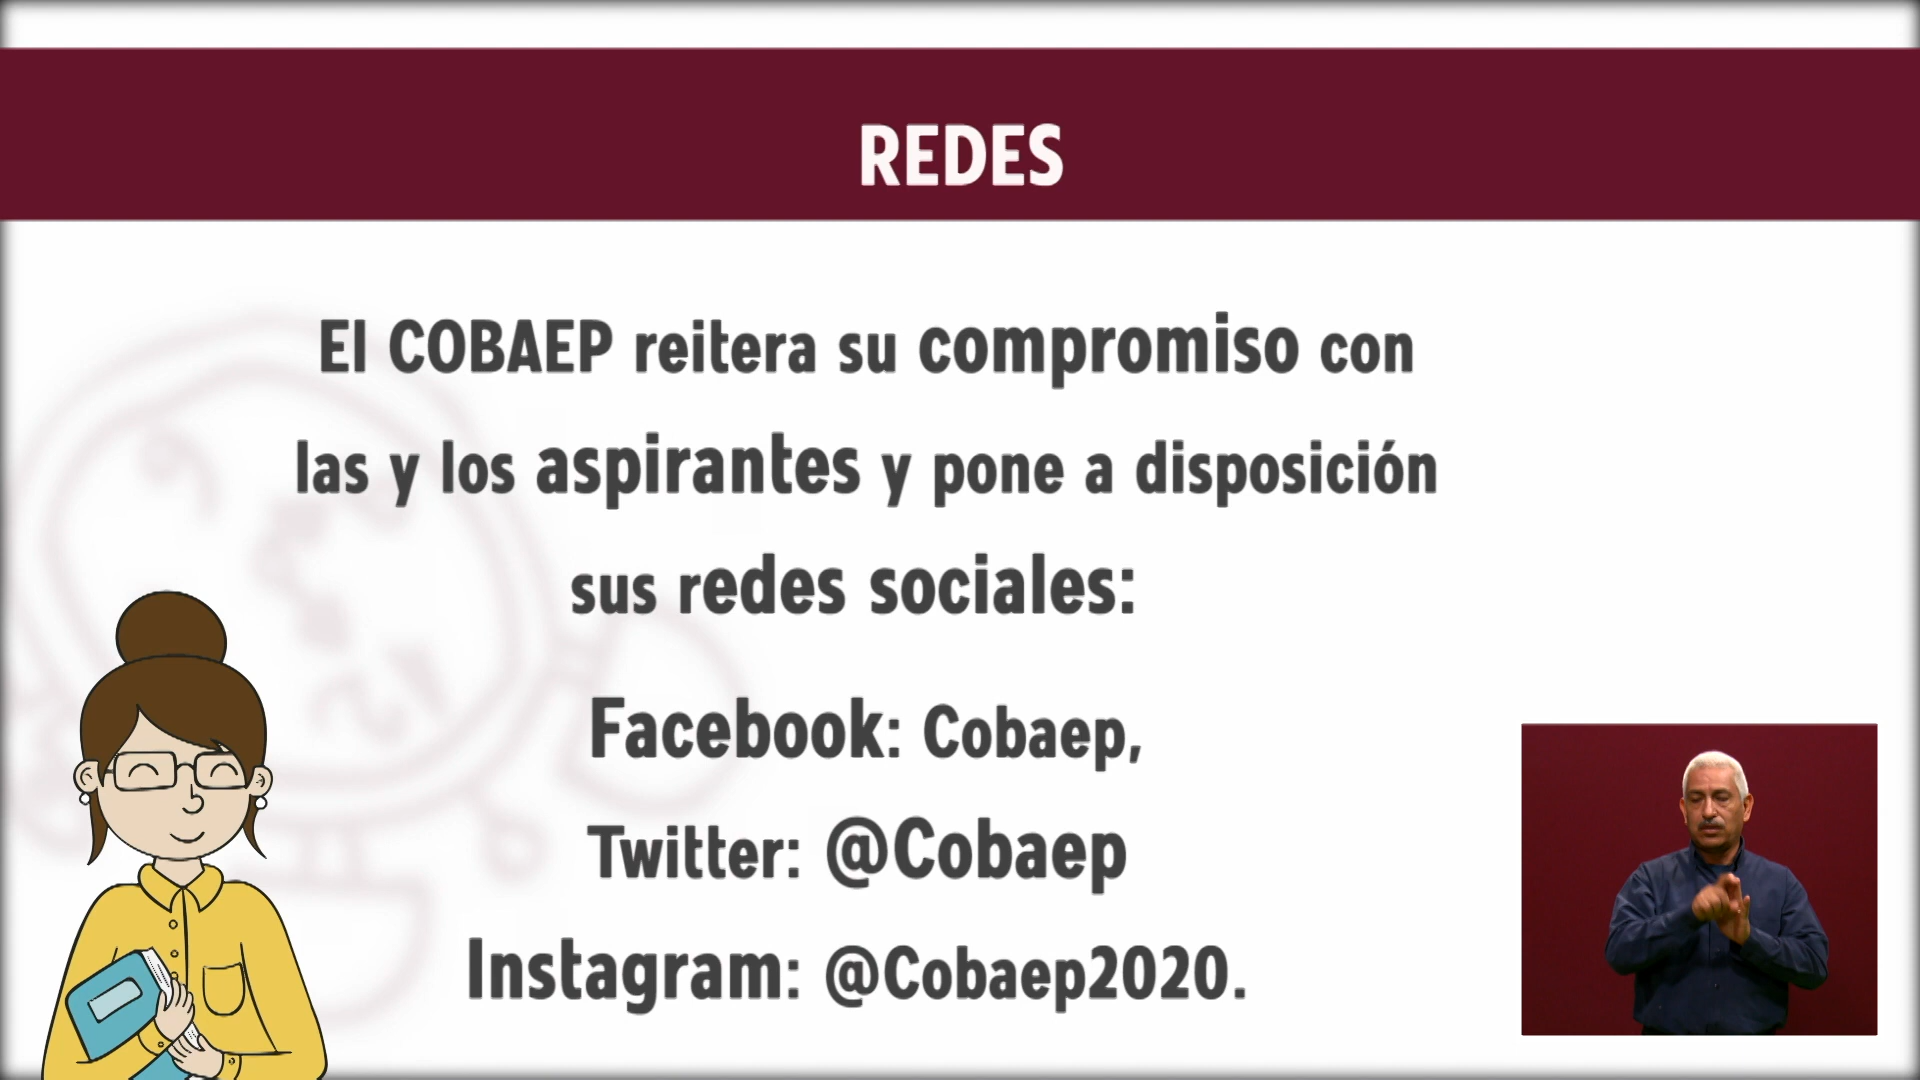 REDES
El COBAEP reitera su compromiso con
las y los aspirantes y pone a disposición
sus redes sociales:
Facebook: Cobaep,
Twitter: @Cobaep
Instagram: @Cobaep2020.